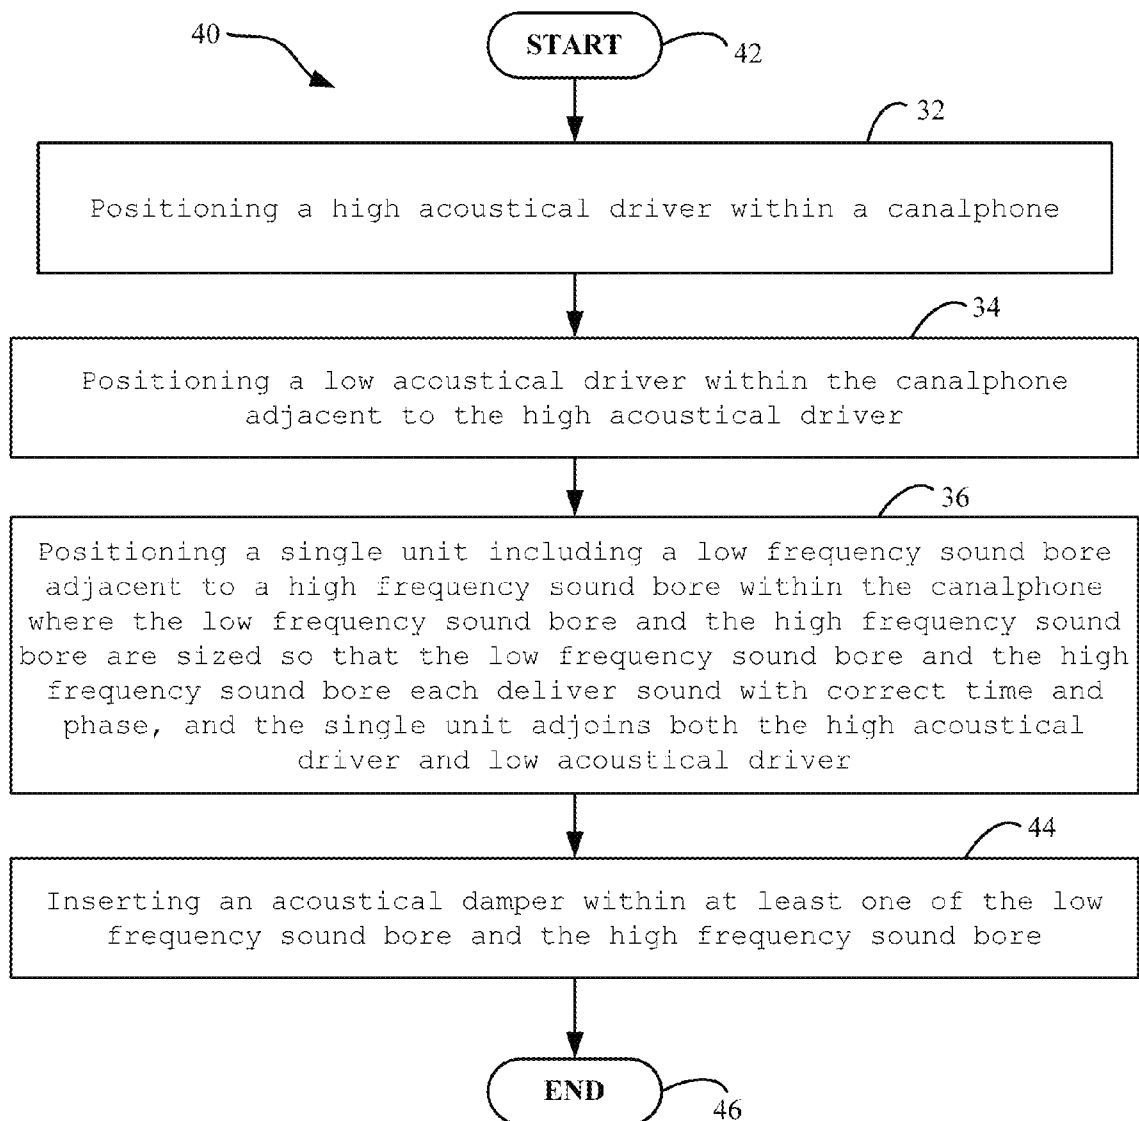 40
START
42
32
Positioning a high acoustical driver within a canalphone
34
Positioning a low acoustical driver within the canalphone
adjacent to the high acoustical driver
36
Positioning a single unit including a low frequency sound bore
adjacent to a high frequency sound bore within the canalphone
where the low frequency sound bore and the high frequency sound
bore are sized so that the low frequency sound bore and the high
frequency sound bore each deliver sound with correct time and
phase, and the single unit adjoins both the high acoustical
driver and low acoustical driver
44
Inserting an acoustical damper within at least one of the low
frequency sound bore and the high frequency sound bore
END
46